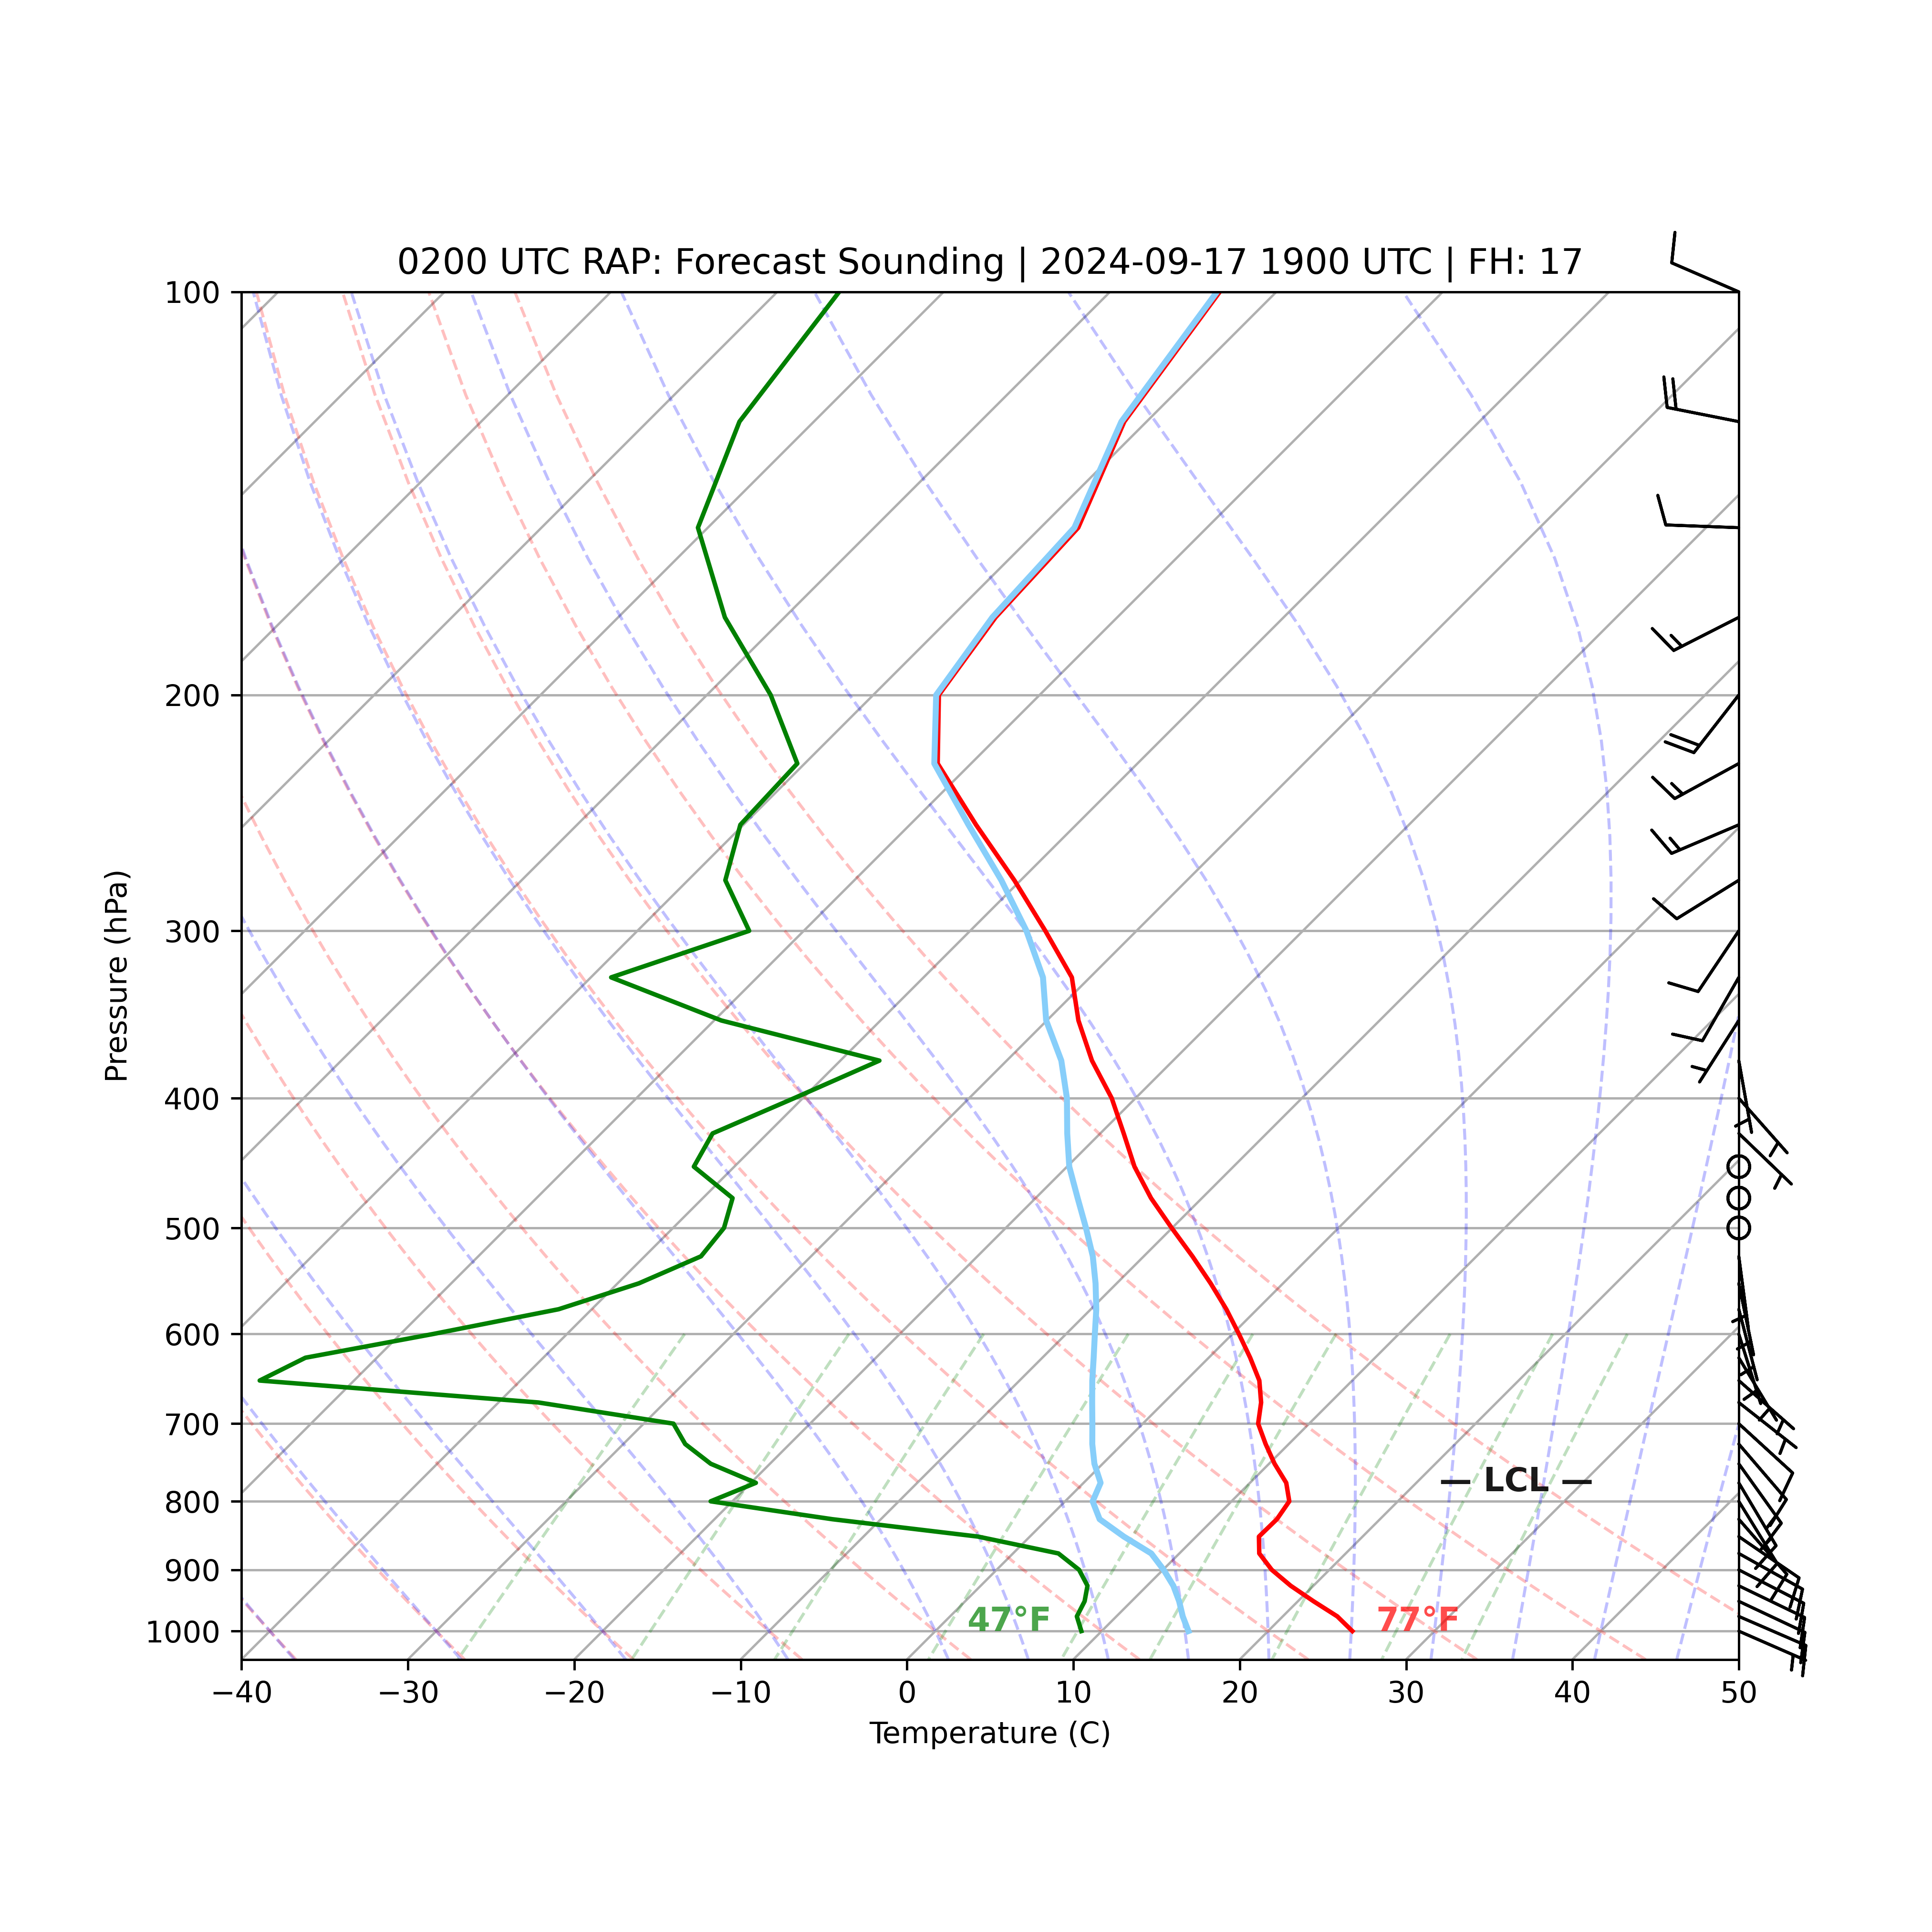 0200 UTC RAP: Forecast Sounding | 2024-09-17 1900 UTC | FH: 17
100
200
300
400
500
600
700
800
900
1000
Pressure (hPa)
— LCL —
47°F
77°F
−40 −30 −20 −10 0 10 20 30 40 50
Temperature (C)